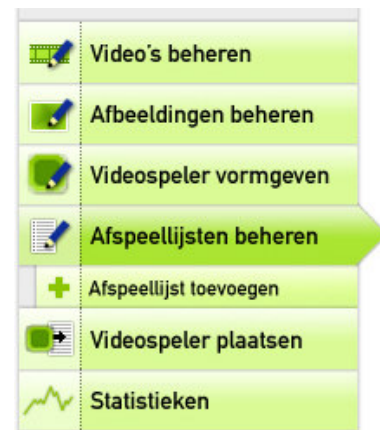 Video's beheren
Afbeeldingen beheren
Videospeler vormgeven
Afspeellijsten beheren
Afspeellijst toevoegen
Videospeler plaatsen
Statistieken